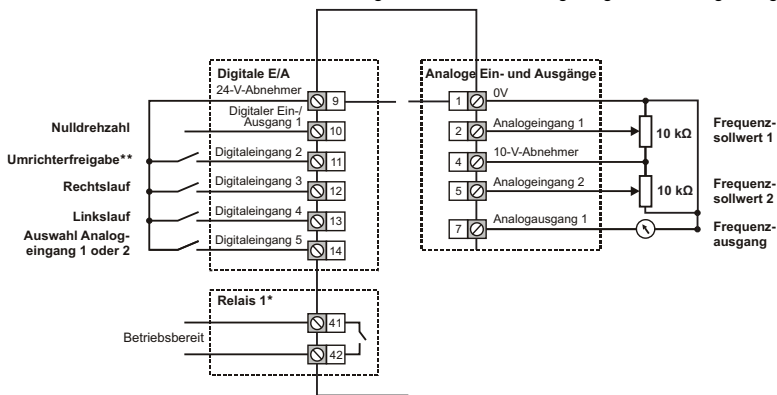 Digitale E/A
24-V-Abnehmer
9
Nulldrehzahl
Digitaler Ein-/
Ausgang 1
10
Umrichterfreigabe**
Digitaleingang 2
11
Rechtslauf
Digitaleingang 3
12
Linkslauf
Digitaleingang 4
13
Auswahl Analog-
eingang 1 oder 2
Digitaleingang 5
14
Relais 1*
Betriebsbereit
41
42
Analoge Ein- und Ausgänge
1
0V
2
Analogeingang 1
10 kΩ
Frequenz-
sollwert 1
4
10-V-Abnehmer
5
Analogeingang 2
10 kΩ
Frequenz-
sollwert 2
7
Analogausgang 1
Frequenz-
ausgang